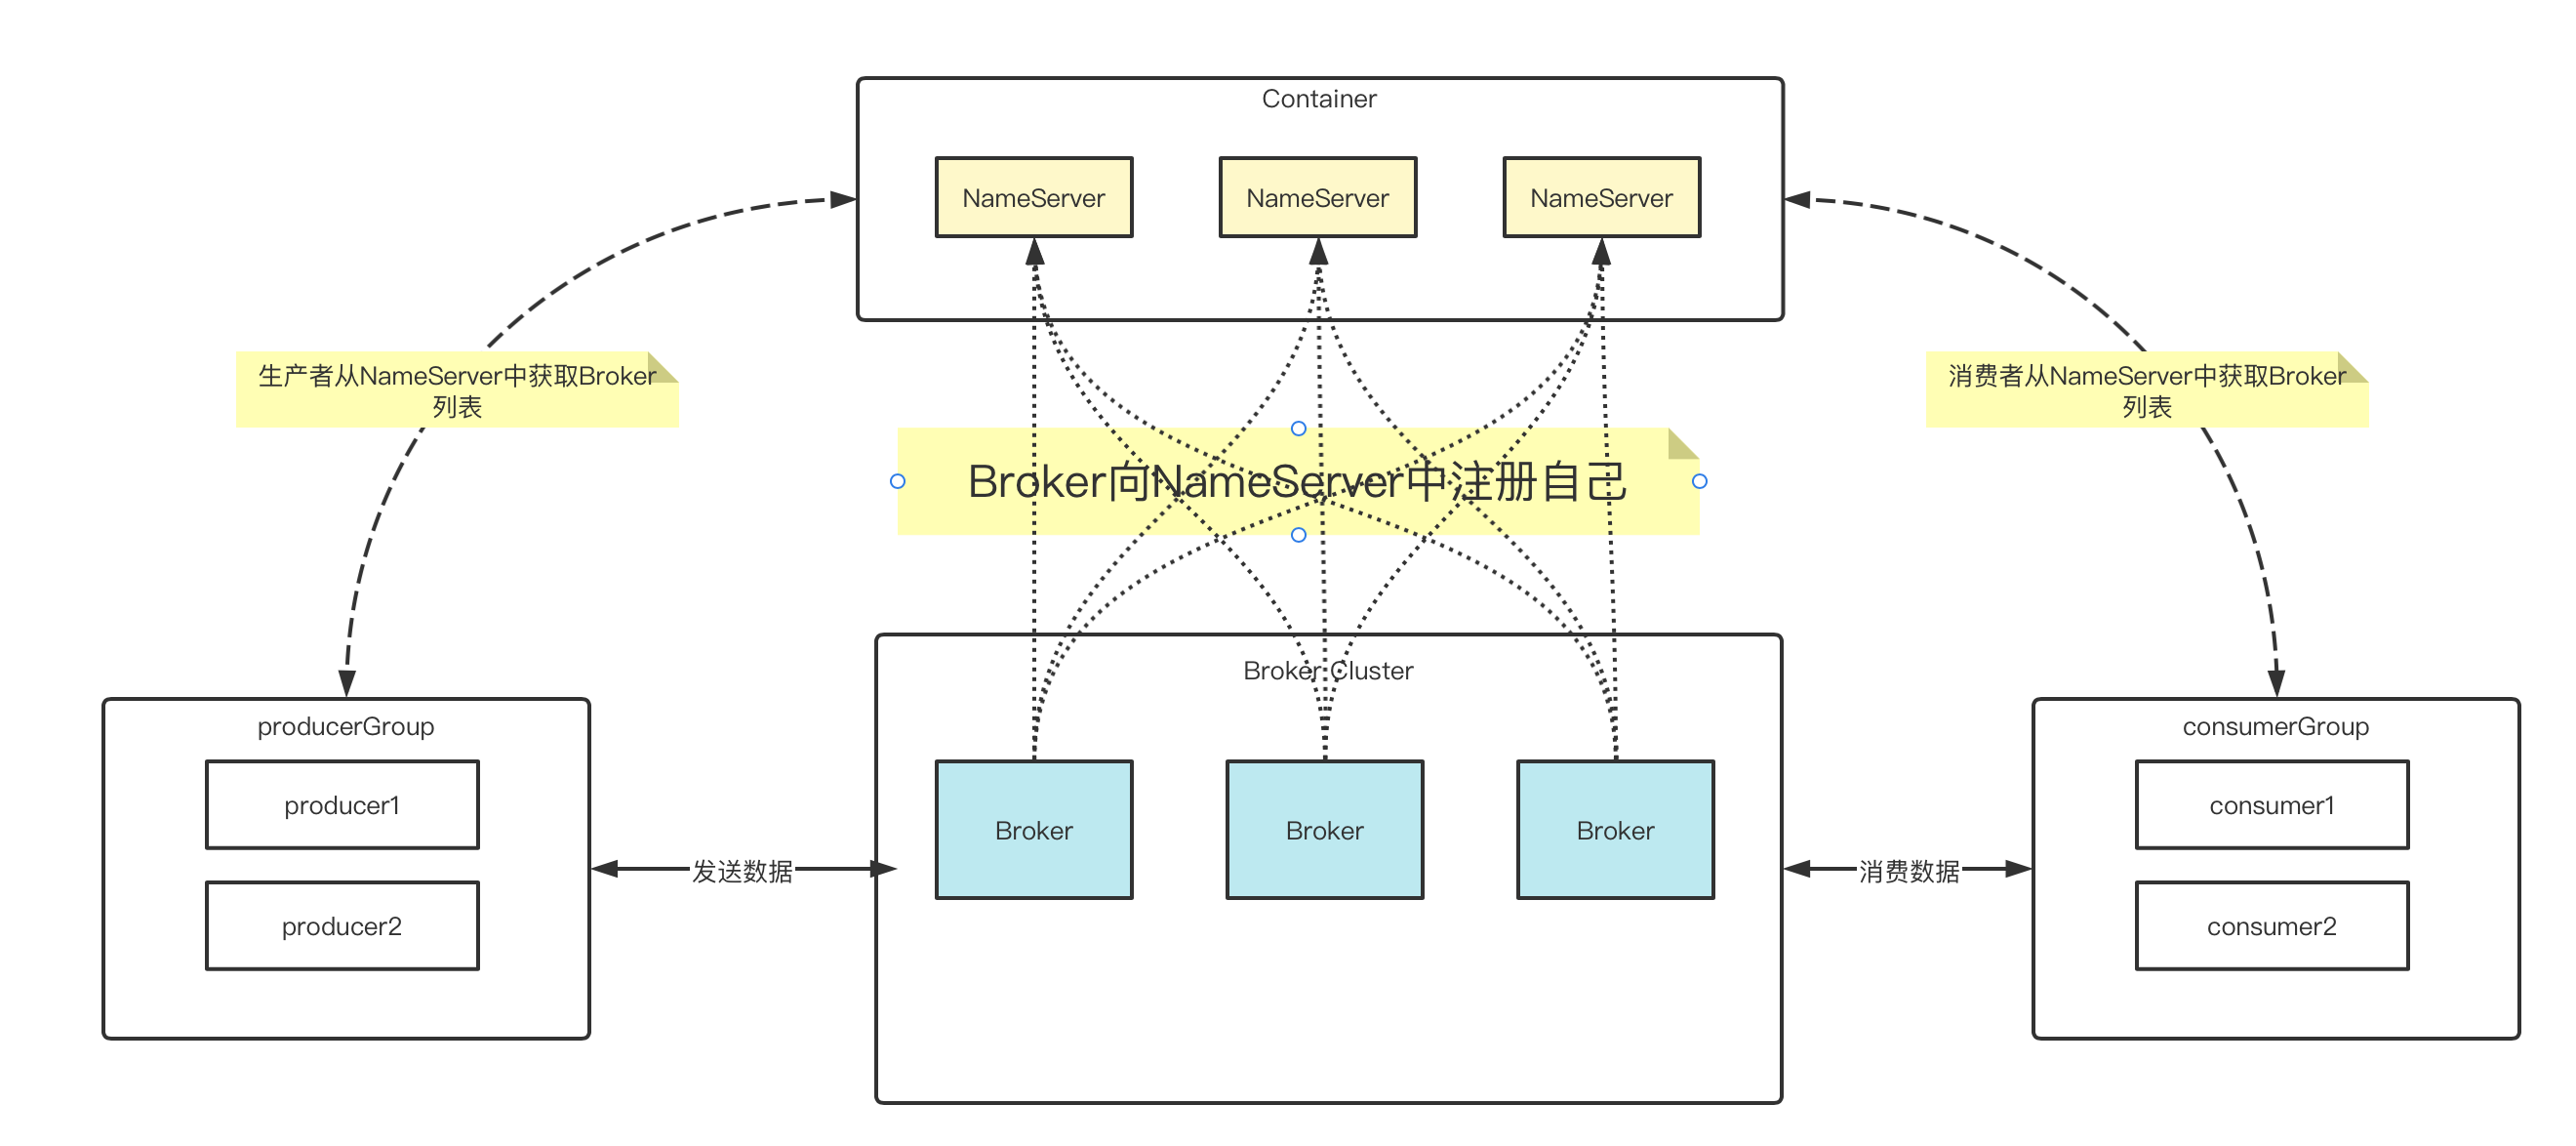 Container
NameServer
NameServer
NameServer
生产者从NameServer中获取Broker
列表
消费者从NameServer中获取Broker
列表
Broker向NameServer中注册自己
Broker Cluster
producerGroup
producer1
producer2
发送数据
Broker
Broker
Broker
消费数据
consumerGroup
consumer1
consumer2